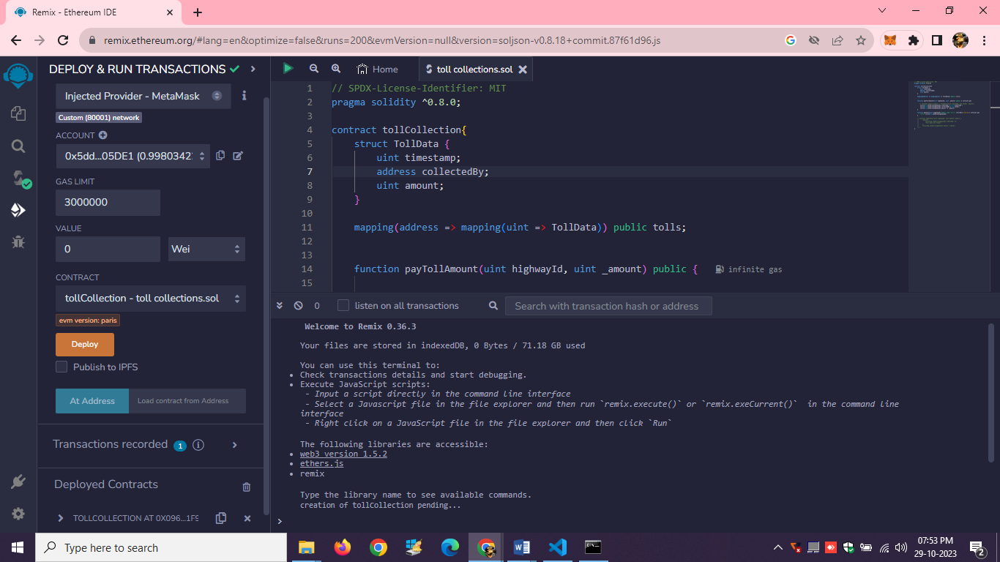 Remix - Ethereum IDE
remix.ethereum.org/#lang=en&optimize=false&runs=200&evmVersion=null&version=soljson-v0.8.18+commit.87f61d96.js
DEPLOY & RUN TRANSACTIONS
Injected Provider - MetaMask
Custom (80001) network
ACCOUNT
0x5dd...05DE1 (0.9980342
GAS LIMIT
3000000
VALUE
0
Wei
CONTRACT
tollCollection - toll collections.sol
evm version: paris
Deploy
Publish to IPFS
At Address
Load contract from Address
Transactions recorded 1
Deployed Contracts
TOLLCOLLECTION AT 0X096...1F5
Home
toll collections.sol
1 // SPDX-License-Identifier: MIT
2 pragma solidity ^0.8.0;
3
4 contract tollCollection{
5 struct TollData {
6 uint timestamp;
7 address collectedBy;
8 uint amount;
9 }
10
11 mapping(address => mapping(uint => TollData)) public tolls;
12
13
14 function payTollAmount(uint highwayId, uint _amount) public { infinite gas
15
0
listen on all transactions
Search with transaction hash or address
Welcome to Remix 0.36.3
Your files are stored in indexedDB, 0 Bytes / 71.18 GB used
You can use this terminal to:
• Check transactions details and start debugging.
• Execute JavaScript scripts:
- Input a script directly in the command line interface
- Select a Javascript file in the file explorer and then run `remix.execute()` or `remix.exeCurrent()` in the command line
interface
- Right click on a JavaScript file in the file explorer and then click `Run`
The following libraries are accessible:
• web3 version 1.5.2
• ethers.js
• remix
Type the library name to see available commands.
creation of tollCollection pending...
>
Type here to search
07:53 PM
29-10-2023
2